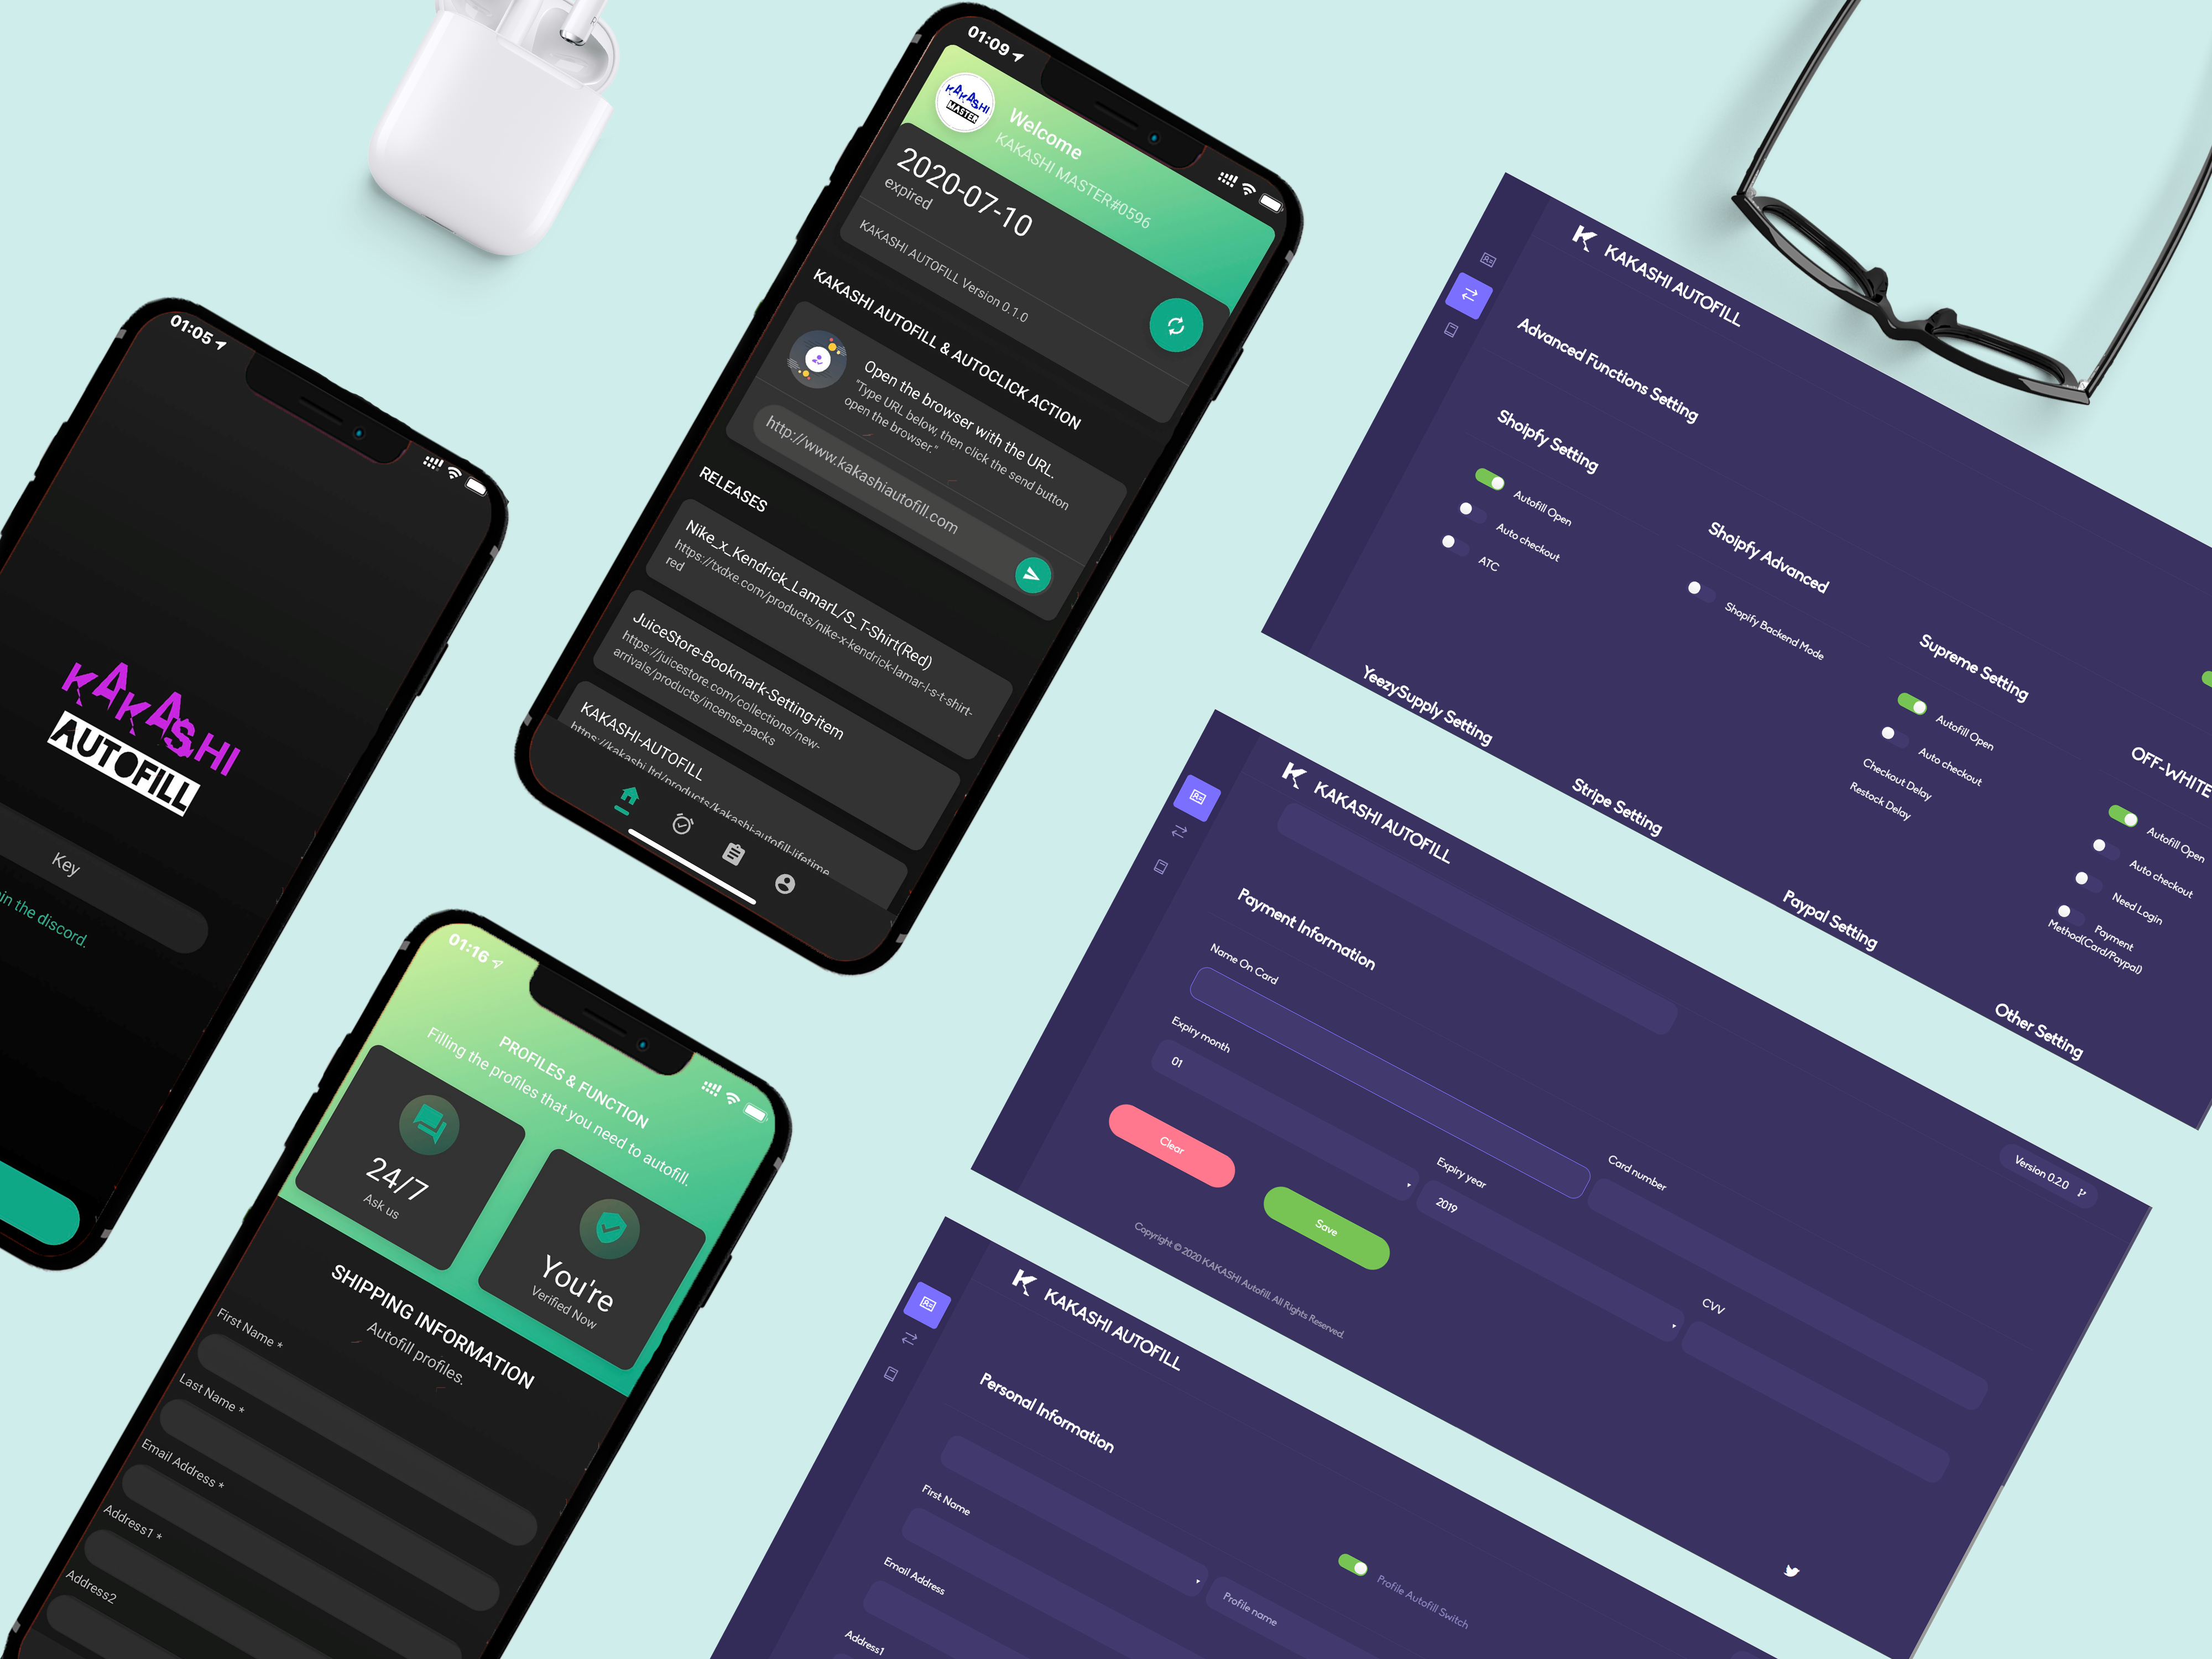 01:05
KAKASHI
AUTOFILL
Key
in the discord.
01:09
KAKASHI
MASTER
Welcome
KAKASHI MASTER#0596
2020-07-10
expired
KAKASHI AUTOFILL Version 0.1.0
KAKASHI AUTOFILL & AUTOCLICK ACTION
Open the browser with the URL.
"Type URL below, then click the send button
open the browser."
http://www.kakashiautofill.com
RELEASES
Nike_x_Kendrick_LamarL/S_T-Shirt(Red)
https://txdxe.com/products/nike-x-kendrick-lamar-l-s-t-shirt-
red
JuiceStore-Bookmark-Setting-item
https://juicestore.com/collections/new-
arrivals/products/incense-packs
KAKASHI-AUTOFILL
https://kakashi.ltd/products/kakashi-autofill-lifetime
01:16
PROFILES & FUNCTION
Filling the profiles that you need to autofill.
24/7
Ask us
You're
Verified Now
SHIPPING INFORMATION
Autofill profiles.
First Name *
Last Name *
Email Address *
Address1 *
Address2
KAKASHI AUTOFILL
Advanced Functions Setting
Shoipfy Setting
Autofill Open
Auto checkout
ATC
Shoipfy Advanced
Shopify Backend Mode
Supreme Setting
Autofill Open
Auto checkout
Checkout Delay
Restock Delay
OFF-WHITE
Autofill Open
Auto checkout
Need Login
Payment
Method(Card/Paypal)
YeezySupply Setting
Stripe Setting
Paypal Setting
Other Setting
KAKASHI AUTOFILL
Payment Information
Name On Card
Card number
Expiry month
01
Expiry year
2019
CVV
Clear
Save
Version 0.2.0
Copyright © 2020 KAKASHI Autofill. All Rights Reserved.
KAKASHI AUTOFILL
Personal Information
Profile Autofill Switch
Profile name
First Name
Email Address
Address1